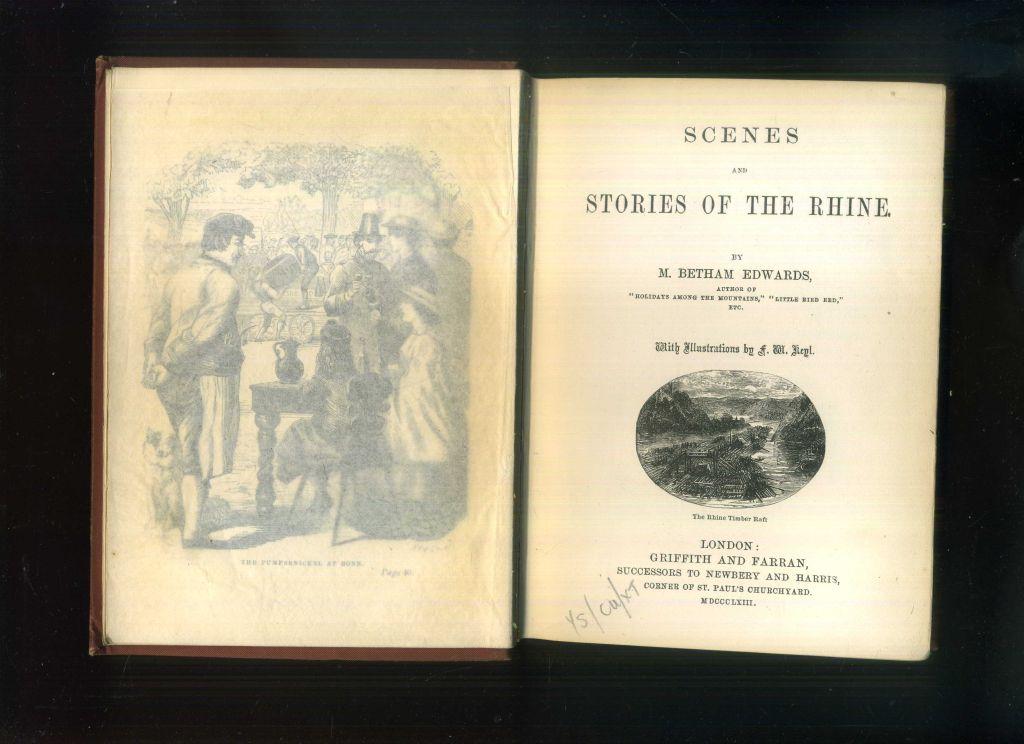 THE PUMPERNICKEL AT BONN.
Page 40.
SCENES
AND
STORIES OF THE RHINE.
BY
M. BETHAM EDWARDS,
AUTHOR OF
"HOLIDAYS AMONG THE MOUNTAINS," "LITTLE BIRD RED,"
ETC.
With Illustrations by F. W. Keyl.
The Rhine Timber Raft
LONDON:
GRIFFITH AND FARRAN,
SUCCESSORS TO NEWBERY AND HARRIS,
CORNER OF ST. PAUL'S CHURCHYARD.
MDCCCLXIII.